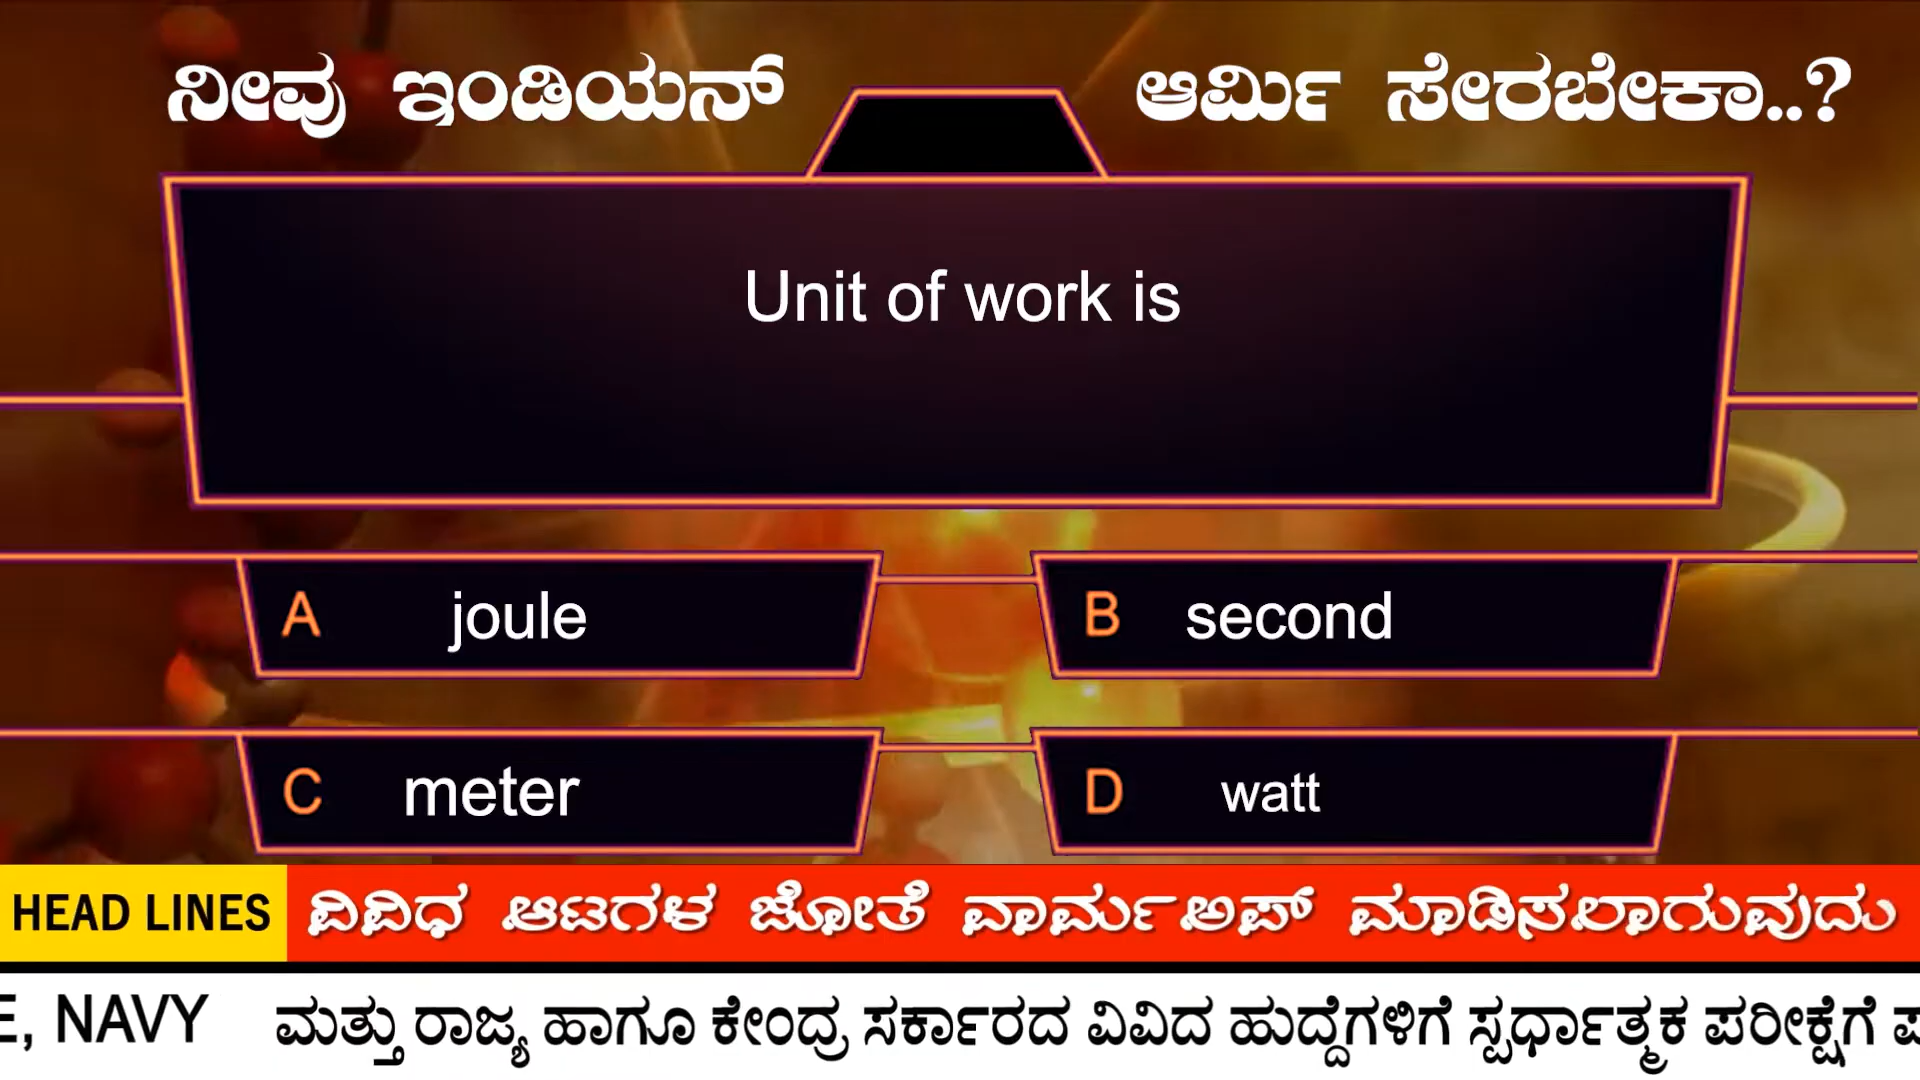 ನೀವು ಇಂಡಿಯನ್ ಆರ್ಮಿ ಸೇರಬೇಕಾ..?
Unit of work is
A joule
B second
C meter
D watt
HEAD LINES ವಿವಿಧ ಆಟಗಳ ಜೋತೆ ವಾರ್ಮಅಪ್ ಮಾಡಿಸಲಾಗುವುದು
E, NAVY ಮತ್ತು ರಾಜ್ಯ ಹಾಗೂ ಕೇಂದ್ರ ಸರ್ಕಾರದ ವಿವಿದ ಹುದ್ದೆಗಳಿಗೆ ಸ್ಪರ್ಧಾತ್ಮಕ ಪರೀಕ್ಷೆಗೆ